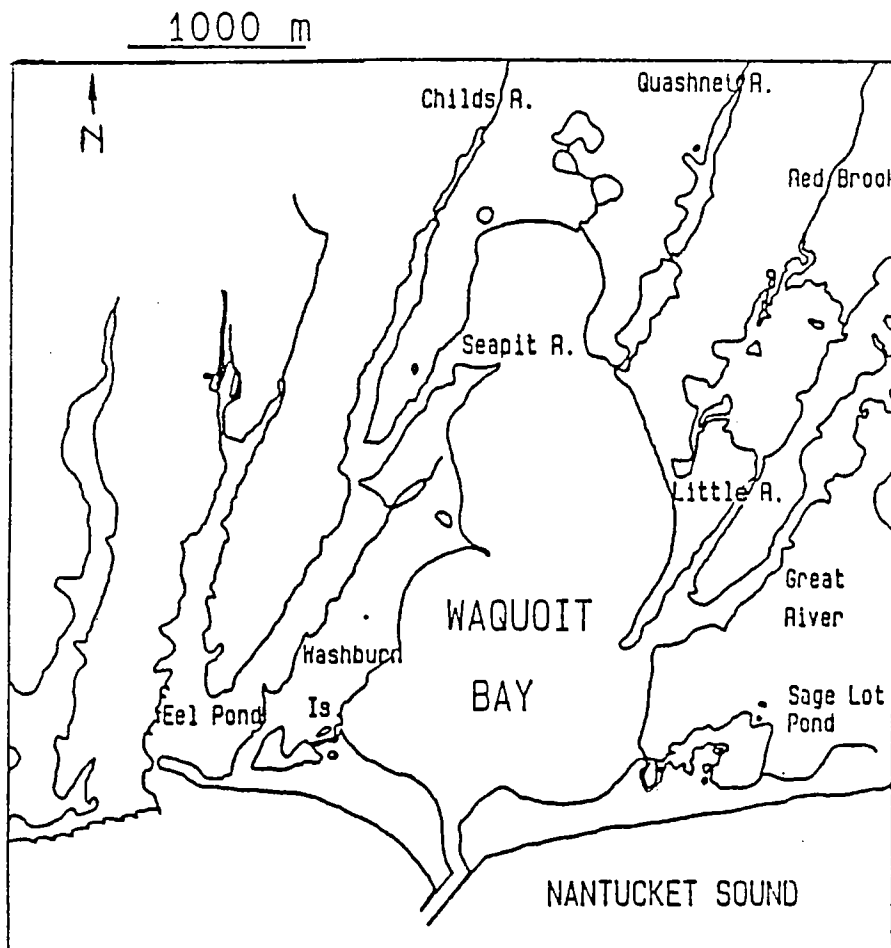 1000 m
N
Childs R.
Quashnet R.
Red Brook
Seapit R.
Little R.
Great
River
WAQUOIT
BAY
Washburn
Is
Eel Pond
Sage Lot
Pond
NANTUCKET SOUND